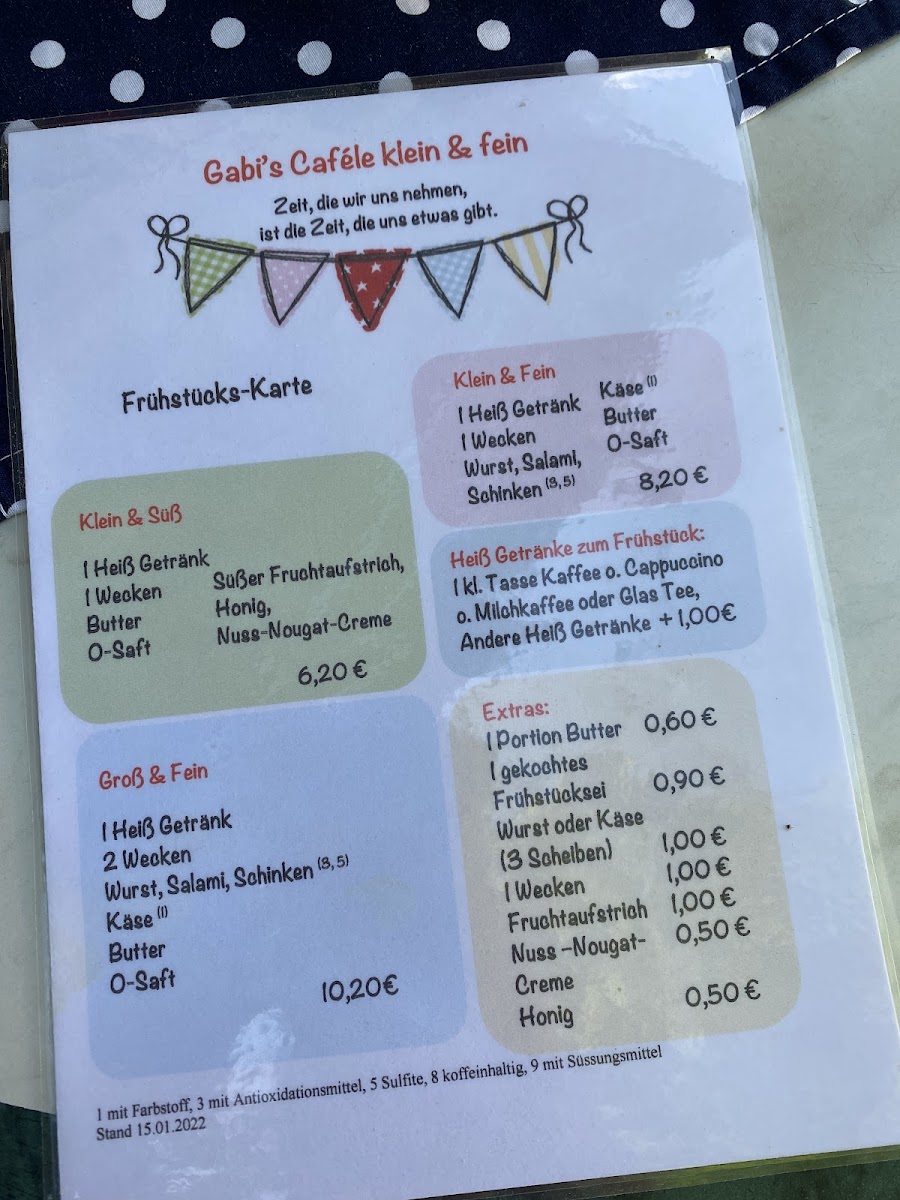 Gabi's Caféle klein & fein
Zeit, die wir uns nehmen,
ist die Zeit, die uns etwas gibt.
Frühstücks-Karte
Klein & Fein
1 Heiß Getränk
1 Wecken
Wurst, Salami,
Schinken (3, 5)
Käse (1)
Butter
O-Saft
8,20 €
Klein & Süß
1 Heiß Getränk
1 Wecken
Butter
O-Saft
Süßer Fruchtaufstrich,
Honig,
Nuss-Nougat-Creme
6,20 €
Heiß Getränke zum Frühstück:
1 kl. Tasse Kaffee o. Cappuccino
o. Milchkaffee oder Glas Tee,
Andere Heiß Getränke + 1,00€
Groß & Fein
1 Heiß Getränk
2 Wecken
Wurst, Salami, Schinken (3, 5)
Käse (1)
Butter
O-Saft
10,20€
Extras:
1 Portion Butter 0,60 €
1 gekochtes
Frühstücksei 0,90 €
Wurst oder Käse
(3 Scheiben) 1,00 €
1 Wecken 1,00 €
Fruchtaufstrich 1,00 €
Nuss –Nougat- 0,50 €
Creme
Honig 0,50 €
1 mit Farbstoff, 3 mit Antioxidationsmittel, 5 Sulfite, 8 koffeinhaltig, 9 mit Süssungsmittel
Stand 15.01.2022